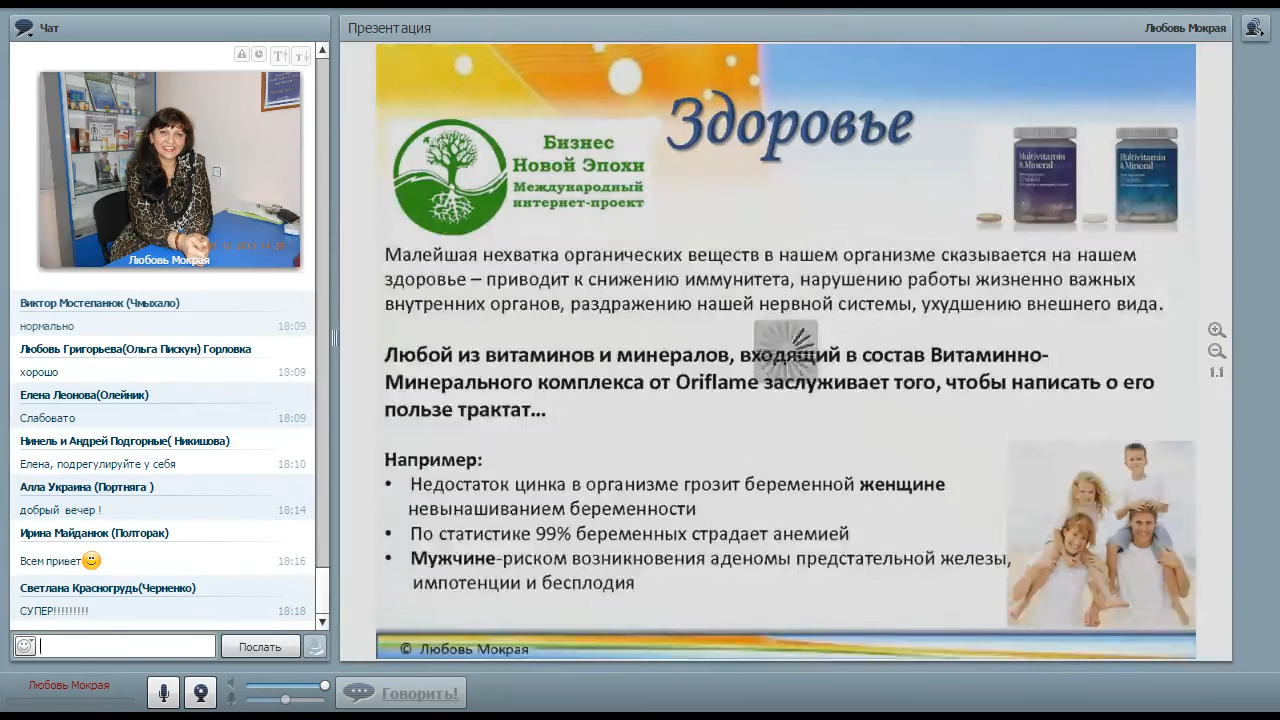 Чат
Любовь Мокрая
Виктор Мостепанюк (Чмыхало)
нормально 18:09
Любовь Григорьева(Ольга Пискун) Горловка
хорошо 18:09
Елена Леонова(Олейник)
Слабовато 18:09
Нинель и Андрей Подгорные( Никишова)
Елена, подрегулируйте у себя 18:10
Алла Украина (Портняга )
добрый вечер ! 18:14
Ирина Майданюк (Полторак)
Всем привет 18:16
Светлана Красногрудь(Черненко)
СУПЕР!!!!!!!!! 18:18
Послать
Любовь Мокрая
Говорить!
Презентация
Любовь Мокрая
Здоровье
Бизнес
Новой Эпохи
Международный
интернет-проект
Multivitamin
& Mineral
Multivitamin
& Mineral
Малейшая нехватка органических веществ в нашем организме сказывается на нашем
здоровье – приводит к снижению иммунитета, нарушению работы жизненно важных
внутренних органов, раздражению нашей нервной системы, ухудшению внешнего вида.
Любой из витаминов и минералов, входящий в состав Витаминно-
Минерального комплекса от Oriflame заслуживает того, чтобы написать о его
пользе трактат...
Например:
• Недостаток цинка в организме грозит беременной женщине
невынашиванием беременности
• По статистике 99% беременных страдает анемией
• Мужчине-риском возникновения аденомы предстательной железы,
импотенции и бесплодия
© Любовь Мокрая
1:1